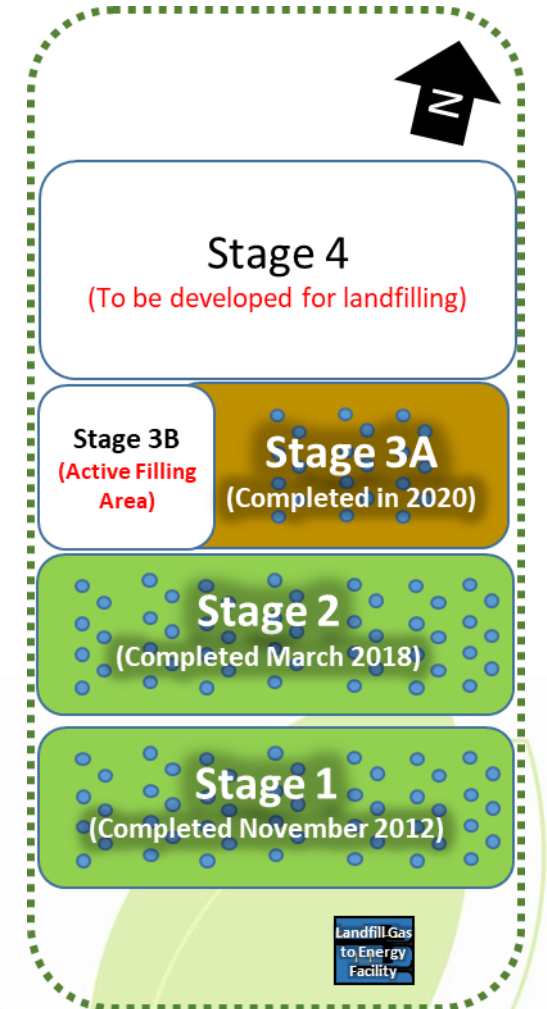 N
Stage 4
(To be developed for landfilling)
Stage 3B
(Active Filling
Area)
Stage 3A
(Completed in 2020)
Stage 2
(Completed March 2018)
Stage 1
(Completed November 2012)
Landfill Gas
to Energy
Facility